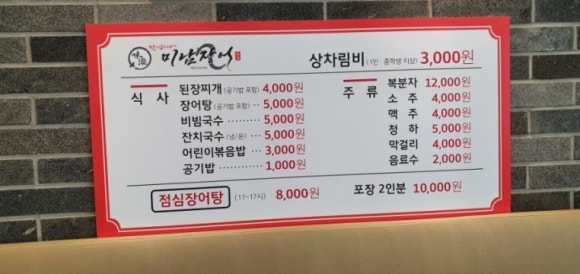 미남장어
상차림비 (1인·중학생 이상) 3,000원
식사
된장찌개 (공기밥 포함) 4,000원
장어탕 (공기밥 포함) 5,000원
비빔국수 ········· 5,000원
잔치국수 (냉/온) ··· 5,000원
어린이볶음밥 ·· 3,000원
공기밥 ············ 1,000원
주류
복분자 12,000원
소주 4,000원
맥주 4,000원
청하 5,000원
막걸리 4,000원
음료수 2,000원
점심장어탕 (11~17시) 8,000원
포장 2인분 10,000원